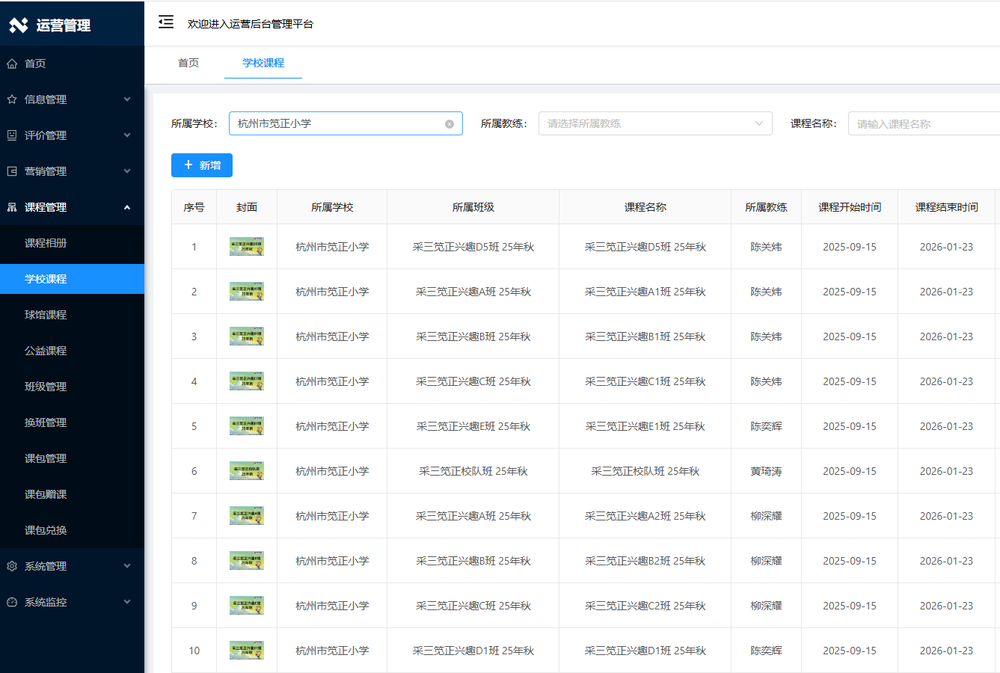 运营管理
欢迎进入运营后台管理平台
首页
信息管理
评价管理
营销管理
课程管理
课程相册
学校课程
球馆课程
公益课程
班级管理
换班管理
课包管理
课包赠课
课包兑换
系统管理
系统监控
首页 学校课程
所属学校: 杭州市笕正小学 所属教练: 请选择所属教练 课程名称: 请输入课程名称
+ 新增
序号 封面 所属学校 所属班级 课程名称 所属教练 课程开始时间 课程结束时间
1 杭州市笕正小学 采三笕正兴趣D5班 25年秋 采三笕正兴趣D5班 25年秋 陈关炜 2025-09-15 2026-01-23
2 杭州市笕正小学 采三笕正兴趣A班 25年秋 采三笕正兴趣A1班 25年秋 陈关炜 2025-09-15 2026-01-23
3 杭州市笕正小学 采三笕正兴趣B班 25年秋 采三笕正兴趣B1班 25年秋 陈关炜 2025-09-15 2026-01-23
4 杭州市笕正小学 采三笕正兴趣C班 25年秋 采三笕正兴趣C1班 25年秋 陈关炜 2025-09-15 2026-01-23
5 杭州市笕正小学 采三笕正兴趣E班 25年秋 采三笕正兴趣E1班 25年秋 陈奕辉 2025-09-15 2026-01-23
6 杭州市笕正小学 采三笕正校队班 25年秋 采三笕正校队班 25年秋 黄琦涛 2025-09-15 2026-01-23
7 杭州市笕正小学 采三笕正兴趣A班 25年秋 采三笕正兴趣A2班 25年秋 柳深耀 2025-09-15 2026-01-23
8 杭州市笕正小学 采三笕正兴趣B班 25年秋 采三笕正兴趣B2班 25年秋 柳深耀 2025-09-15 2026-01-23
9 杭州市笕正小学 采三笕正兴趣C班 25年秋 采三笕正兴趣C2班 25年秋 柳深耀 2025-09-15 2026-01-23
10 杭州市笕正小学 采三笕正兴趣D1班 25年秋 采三笕正兴趣D1班 25年秋 陈奕辉 2025-09-15 2026-01-23